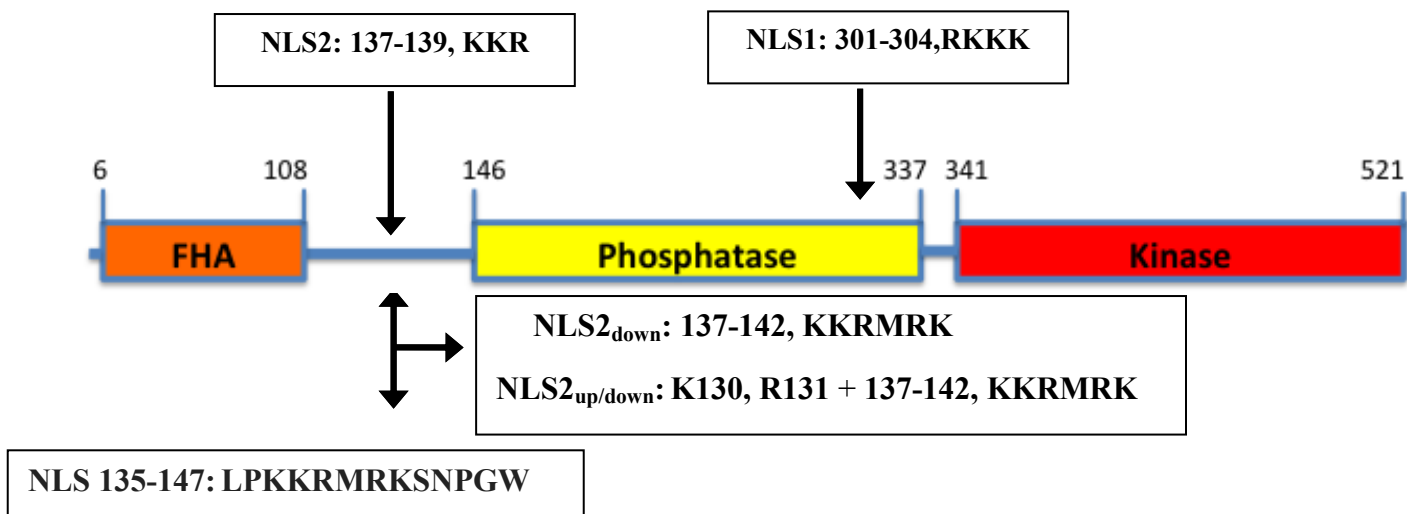 NLS2: 137-139, KKR
NLS1: 301-304,RKKK
6 108 146 337 341 521
FHA Phosphatase Kinase
NLS2down: 137-142, KKRMRK
NLS2up/down: K130, R131 + 137-142, KKRMRK
NLS 135-147: LPKKRMRKSNPGW